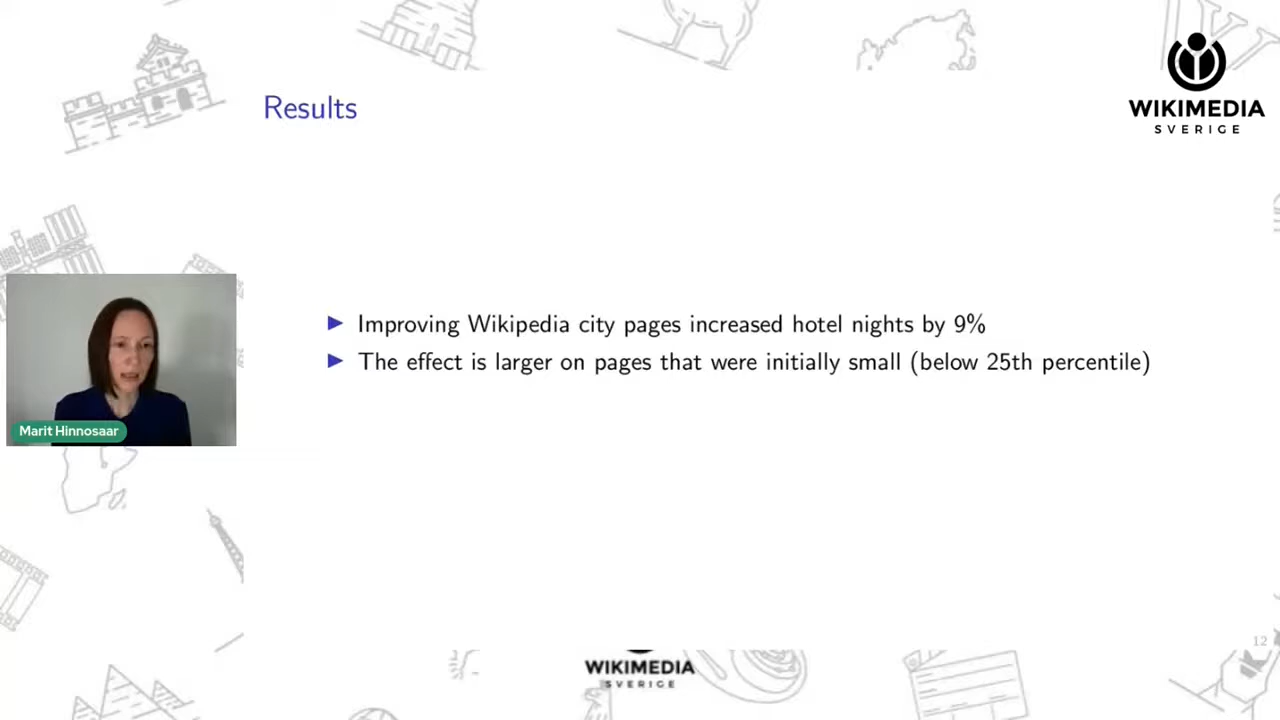 Results
WIKIMEDIA
SVERIGE
▶ Improving Wikipedia city pages increased hotel nights by 9%
▶ The effect is larger on pages that were initially small (below 25th percentile)
Marit Hinnosaar
12
WIKIMEDIA
SVERIGE